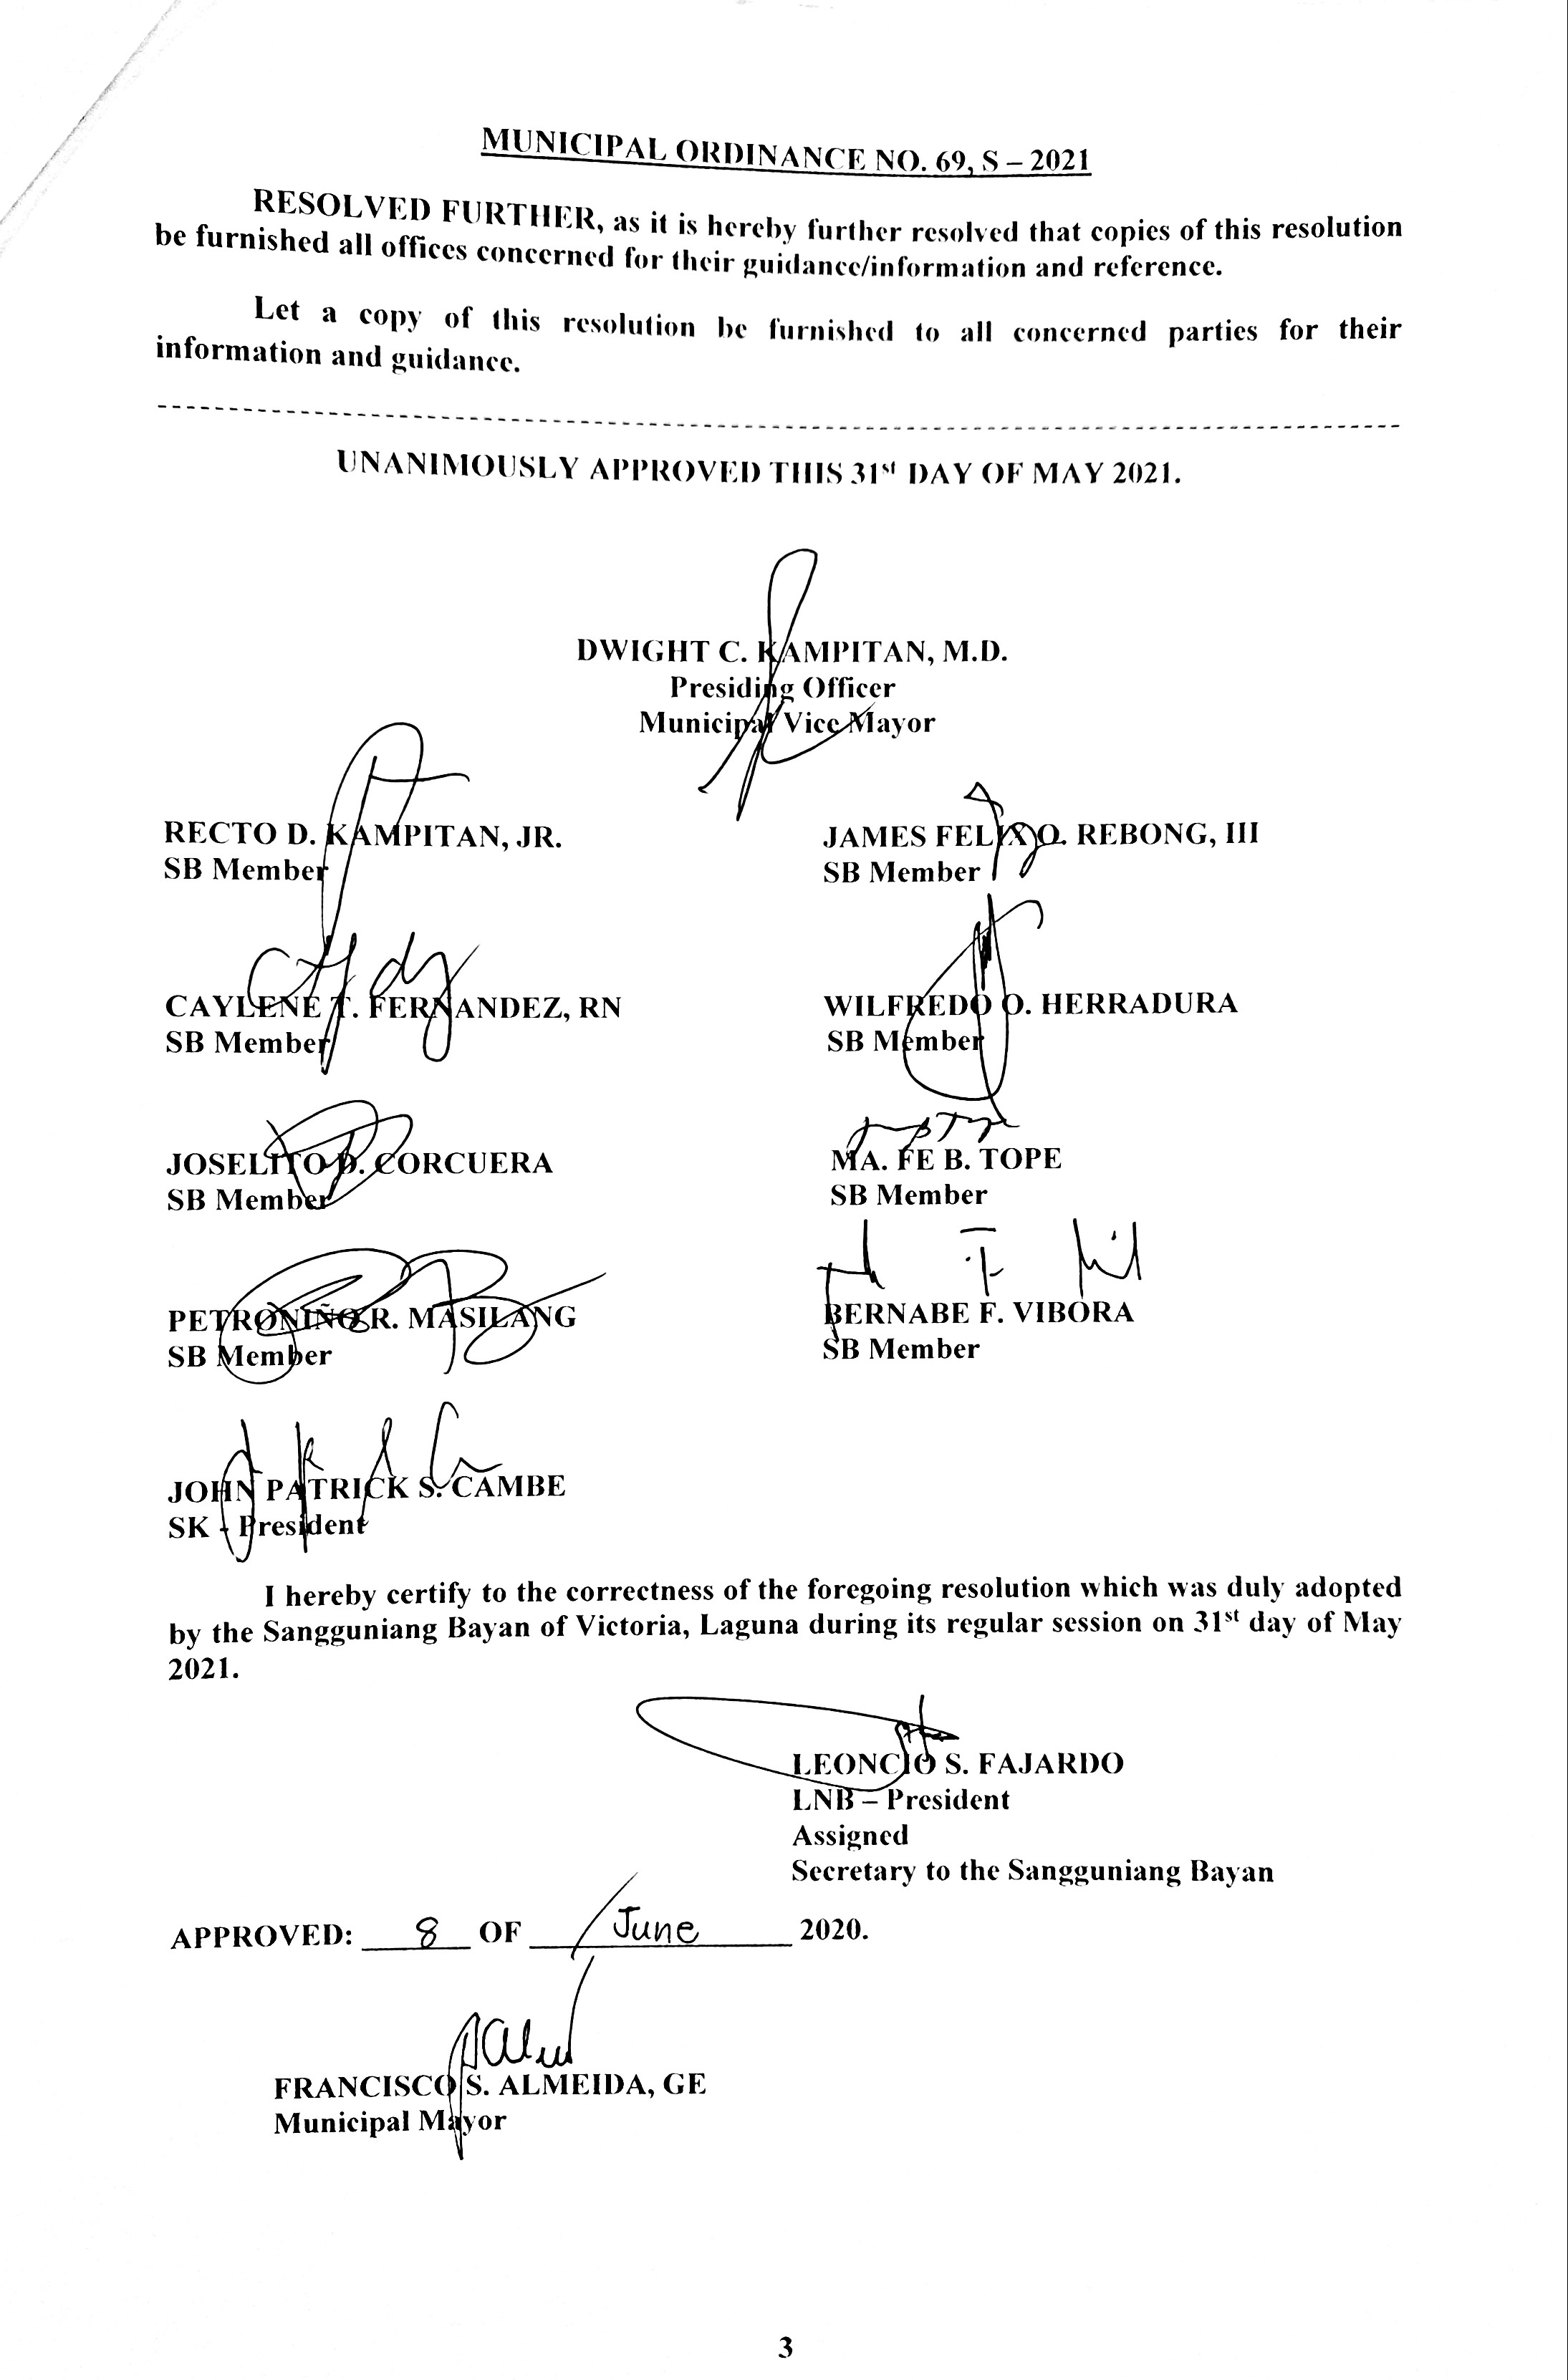 MUNICIPAL ORDINANCE NO. 69, S – 2021
RESOLVED FURTHER, as it is hereby further resolved that copies of this resolution
be furnished all offices concerned for their guidance/information and reference.
Let a copy of this resolution be furnished to all concerned parties for their
information and guidance.
UNANIMOUSLY APPROVED THIS 31st DAY OF MAY 2021.
DWIGHT C. KAMPITAN, M.D.
Presiding Officer
Municipal Vice Mayor
RECTO D. KAMPITAN, JR.
SB Member
JAMES FELIX O. REBONG, III
SB Member
CAYLENE T. FERNANDEZ, RN
SB Member
WILFREDO O. HERRADURA
SB Member
JOSELITO D. CORCUERA
SB Member
MA. FE B. TOPE
SB Member
PETRONIÑO R. MASILANG
SB Member
BERNABE F. VIBORA
SB Member
JOHN PATRICK S. CAMBE
SK - President
I hereby certify to the correctness of the foregoing resolution which was duly adopted
by the Sangguniang Bayan of Victoria, Laguna during its regular session on 31st day of May
2021.
LEONCIO S. FAJARDO
LNB – President
Assigned
Secretary to the Sangguniang Bayan
APPROVED: 8 OF June 2020.
FRANCISCO S. ALMEIDA, GE
Municipal Mayor
3